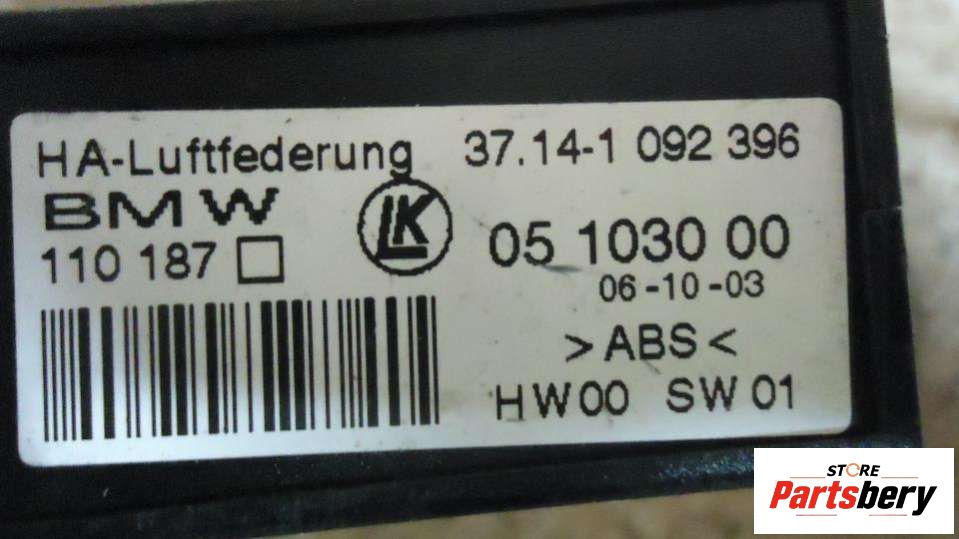 HA-Luftfederung 37.14-1 092 396
BMW
LK
110 187
05 1030 00
06-10-03
>ABS<
HW00 SW01
STORE
Partsbery